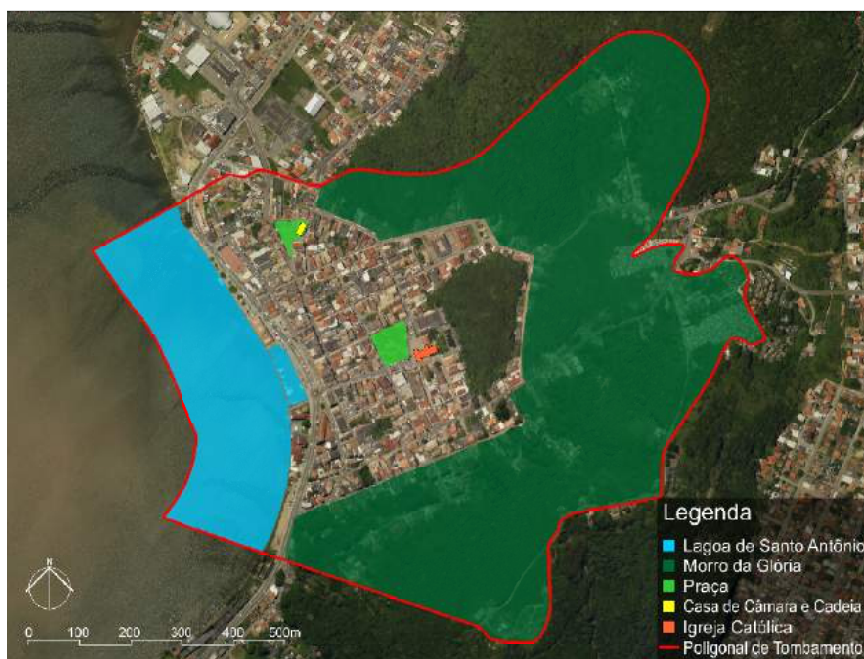 Legenda
Lagoa de Santo Antônio
Morro da Glória
Praça
Casa de Câmara e Cadeia
Igreja Católica
Poligonal de Tombamento
N
0 100 200 300 400 500m